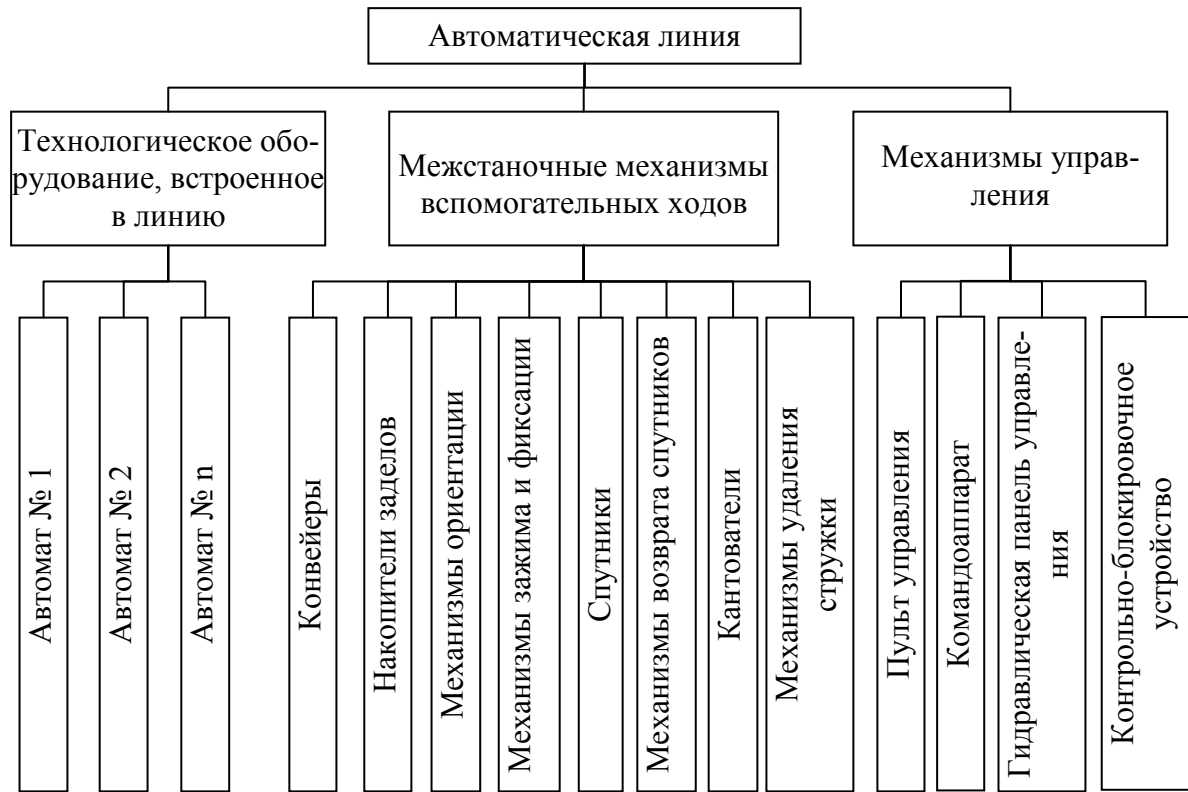 Автоматическая линия
Технологическое обо-
рудование, встроенное
в линию
Межстаночные механизмы
вспомогательных ходов
Механизмы управ-
ления
Автомат № 1
Автомат № 2
Автомат № n
Конвейеры
Накопители заделов
Механизмы ориентации
Механизмы зажима и фиксации
Спутники
Механизмы возврата спутников
Кантователи
Механизмы удаления
стружки
Пульт управления
Командоаппарат
Гидравлическая панель управле-
ния
Контрольно-блокировочное
устройство